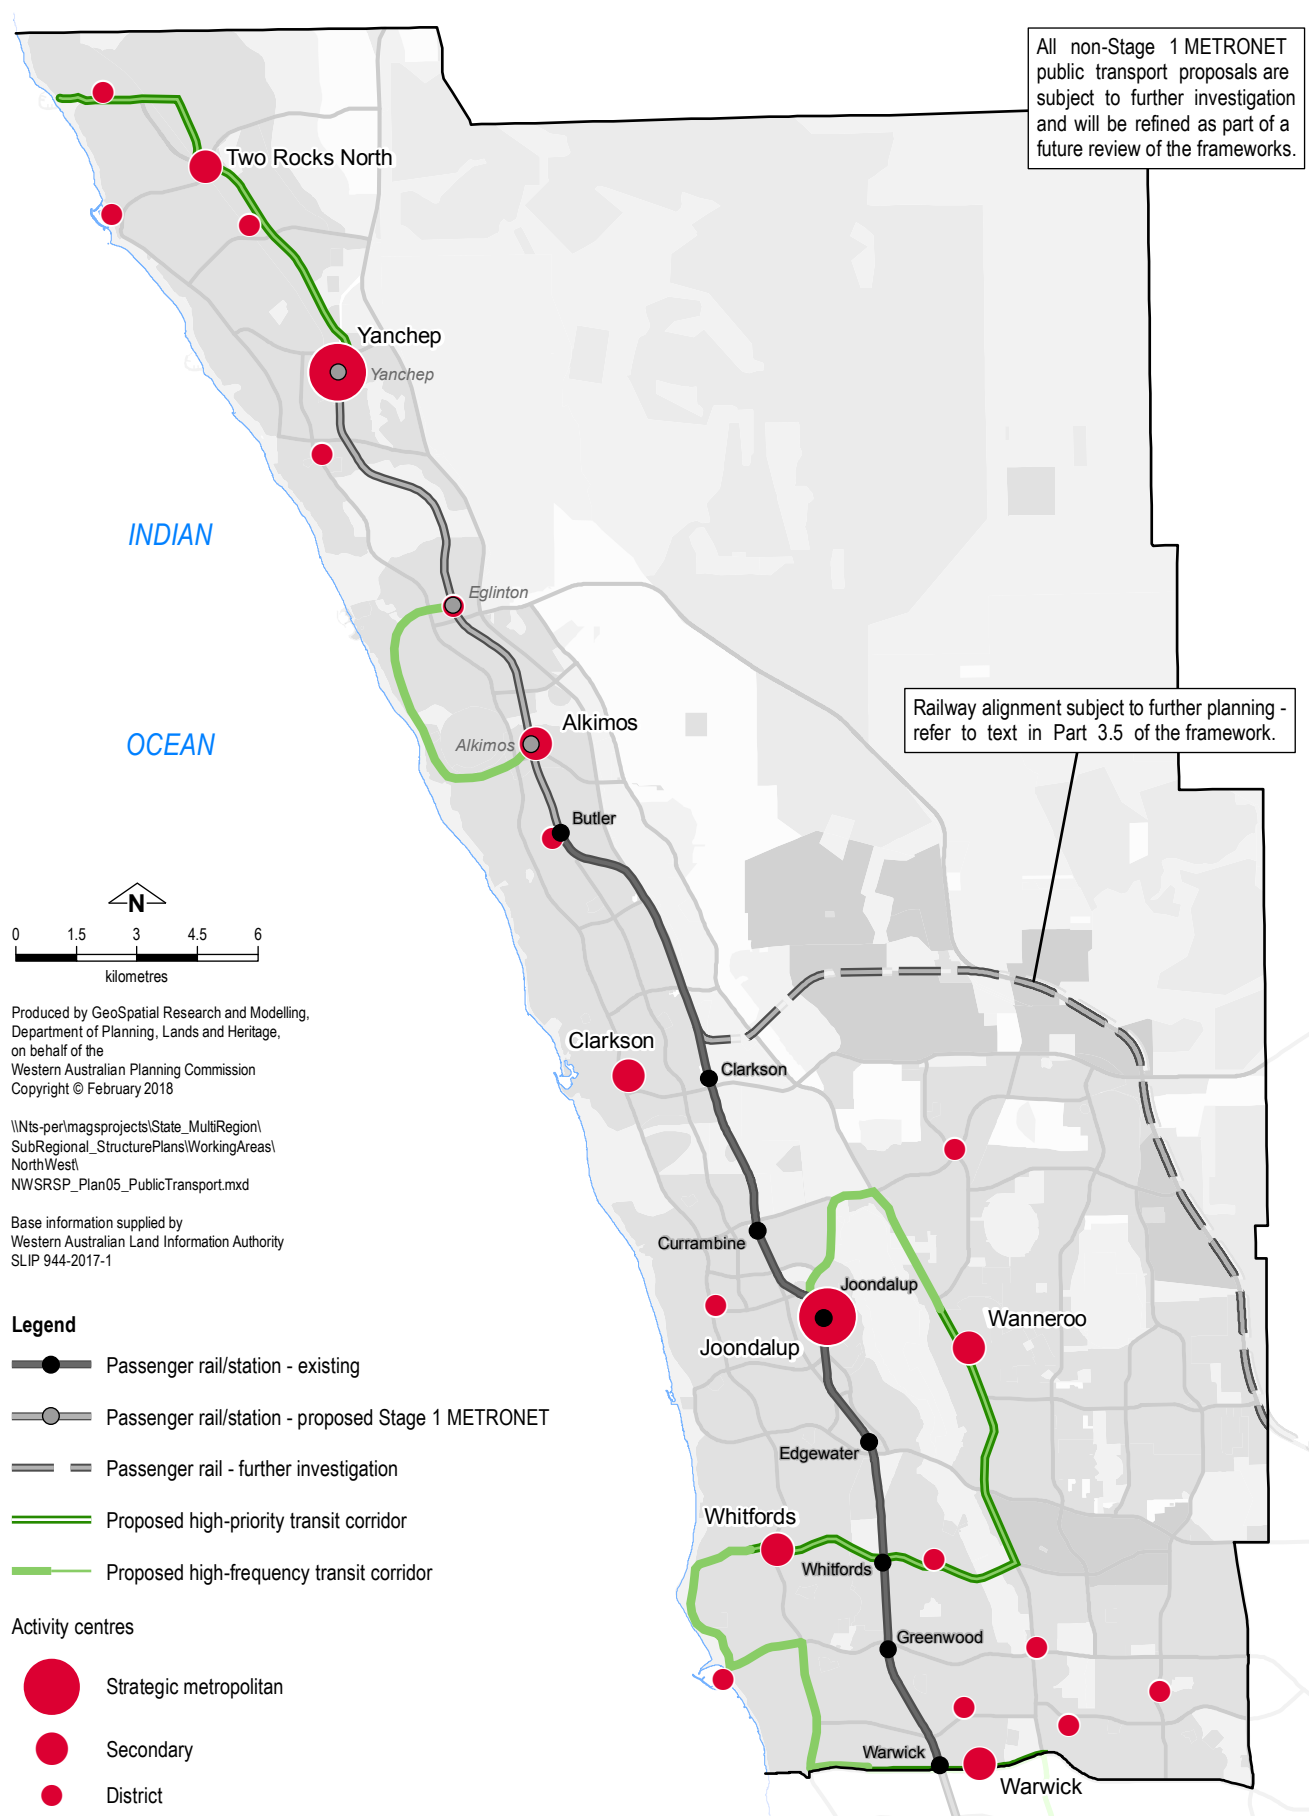 All non-Stage 1 METRONET
public transport proposals are
subject to further investigation
and will be refined as part of a
future review of the frameworks.
Two Rocks North
Yanchep
Yanchep
INDIAN
Eglinton
Railway alignment subject to further planning -
refer to text in Part 3.5 of the framework.
Alkimos
Alkimos
OCEAN
Butler
N
0 1.5 3 4.5 6
kilometres
Produced by GeoSpatial Research and Modelling,
Department of Planning, Lands and Heritage,
on behalf of the
Western Australian Planning Commission
Copyright © February 2018
\\Nts-per\magsprojects\State_MultiRegion\
SubRegional_StructurePlans\WorkingAreas\
NorthWest\
NWSRSP_Plan05_PublicTransport.mxd
Base information supplied by
Western Australian Land Information Authority
SLIP 944-2017-1
Clarkson
Clarkson
Currambine
Joondalup
Joondalup
Wanneroo
Edgewater
Whitfords
Whitfords
Greenwood
Warwick
Warwick
Legend
Passenger rail/station - existing
Passenger rail/station - proposed Stage 1 METRONET
Passenger rail - further investigation
Proposed high-priority transit corridor
Proposed high-frequency transit corridor
Activity centres
Strategic metropolitan
Secondary
District